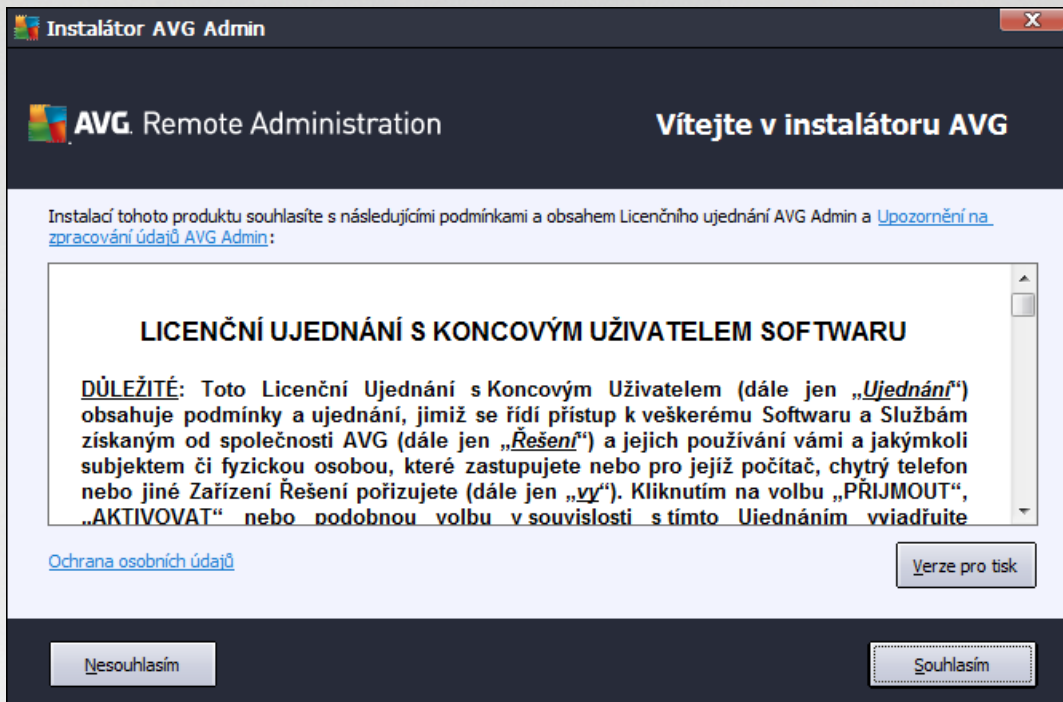 Instalátor AVG Admin
AVG. Remote Administration
Vítejte v instalátoru AVG
Instalací tohoto produktu souhlasíte s následujícími podmínkami a obsahem Licenčního ujednání AVG Admin a Upozornění na
zpracování údajů AVG Admin:
LICENČNÍ UJEDNÁNÍ S KONCOVÝM UŽIVATELEM SOFTWARU
DŮLEŽITÉ: Toto Licenční Ujednání s Koncovým Uživatelem (dále jen „Ujednání“)
obsahuje podmínky a ujednání, jimiž se řídí přístup k veškerému Softwaru a Službám
získaným od společnosti AVG (dále jen „Řešení“) a jejich používání vámi a jakýmkoli
subjektem či fyzickou osobou, které zastupujete nebo pro jejíž počítač, chytrý telefon
nebo jiné Zařízení Řešení pořizujete (dále jen „vy“). Kliknutím na volbu „PŘIJMOUT“,
„AKTIVOVAT“ nebo podobnou volbu v souvislosti s tímto Ujednáním vyjadřujete
Ochrana osobních údajů
Verze pro tisk
Nesouhlasím
Souhlasím